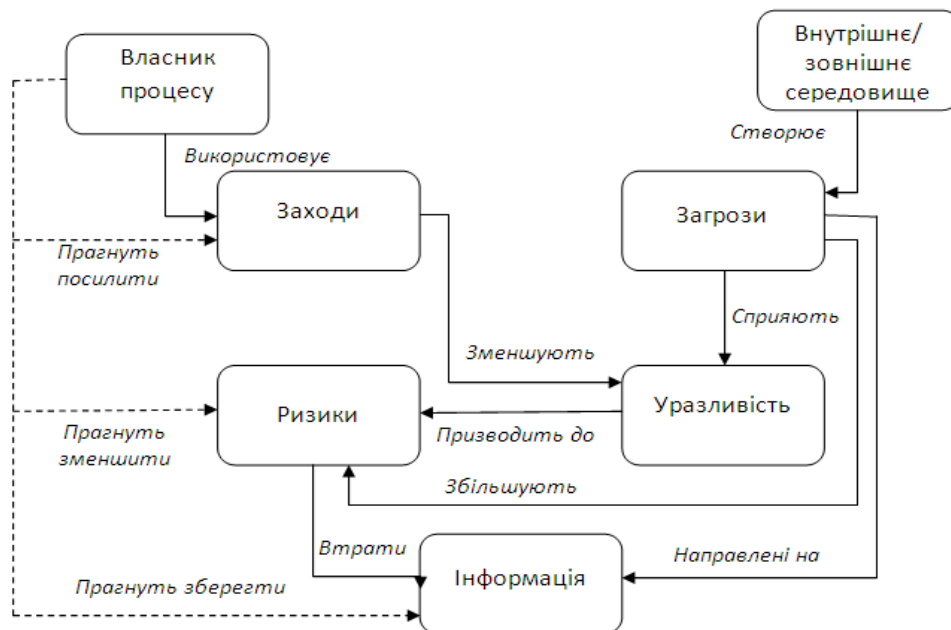 Власник
процесу
Внутрішнє/
зовнішнє
середовище
Створює
Використовує
Заходи
Загрози
Прагнуть
посилити
Сприяють
Зменшують
Ризики
Уразливість
Призводить до
Прагнуть
зменшити
Збільшують
Втрати
Інформація
Направлені на
Прагнуть зберегти